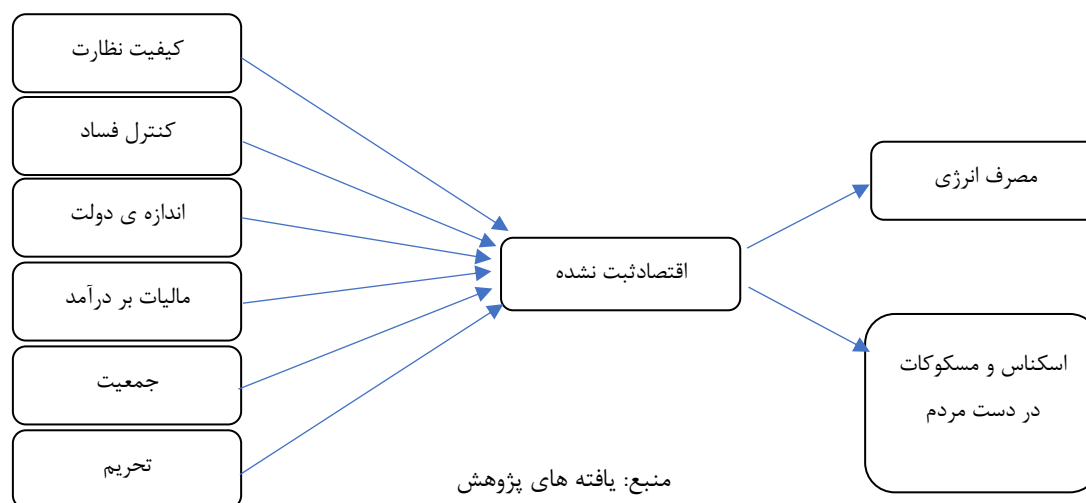 کیفیت نظارت
کنترل فساد
اندازه ی دولت
مالیات بر درآمد
جمعیت
تحریم
اقتصادثبت نشده
مصرف انرژی
اسکناس و مسکوکات
در دست مردم
منبع: یافته های پژوهش